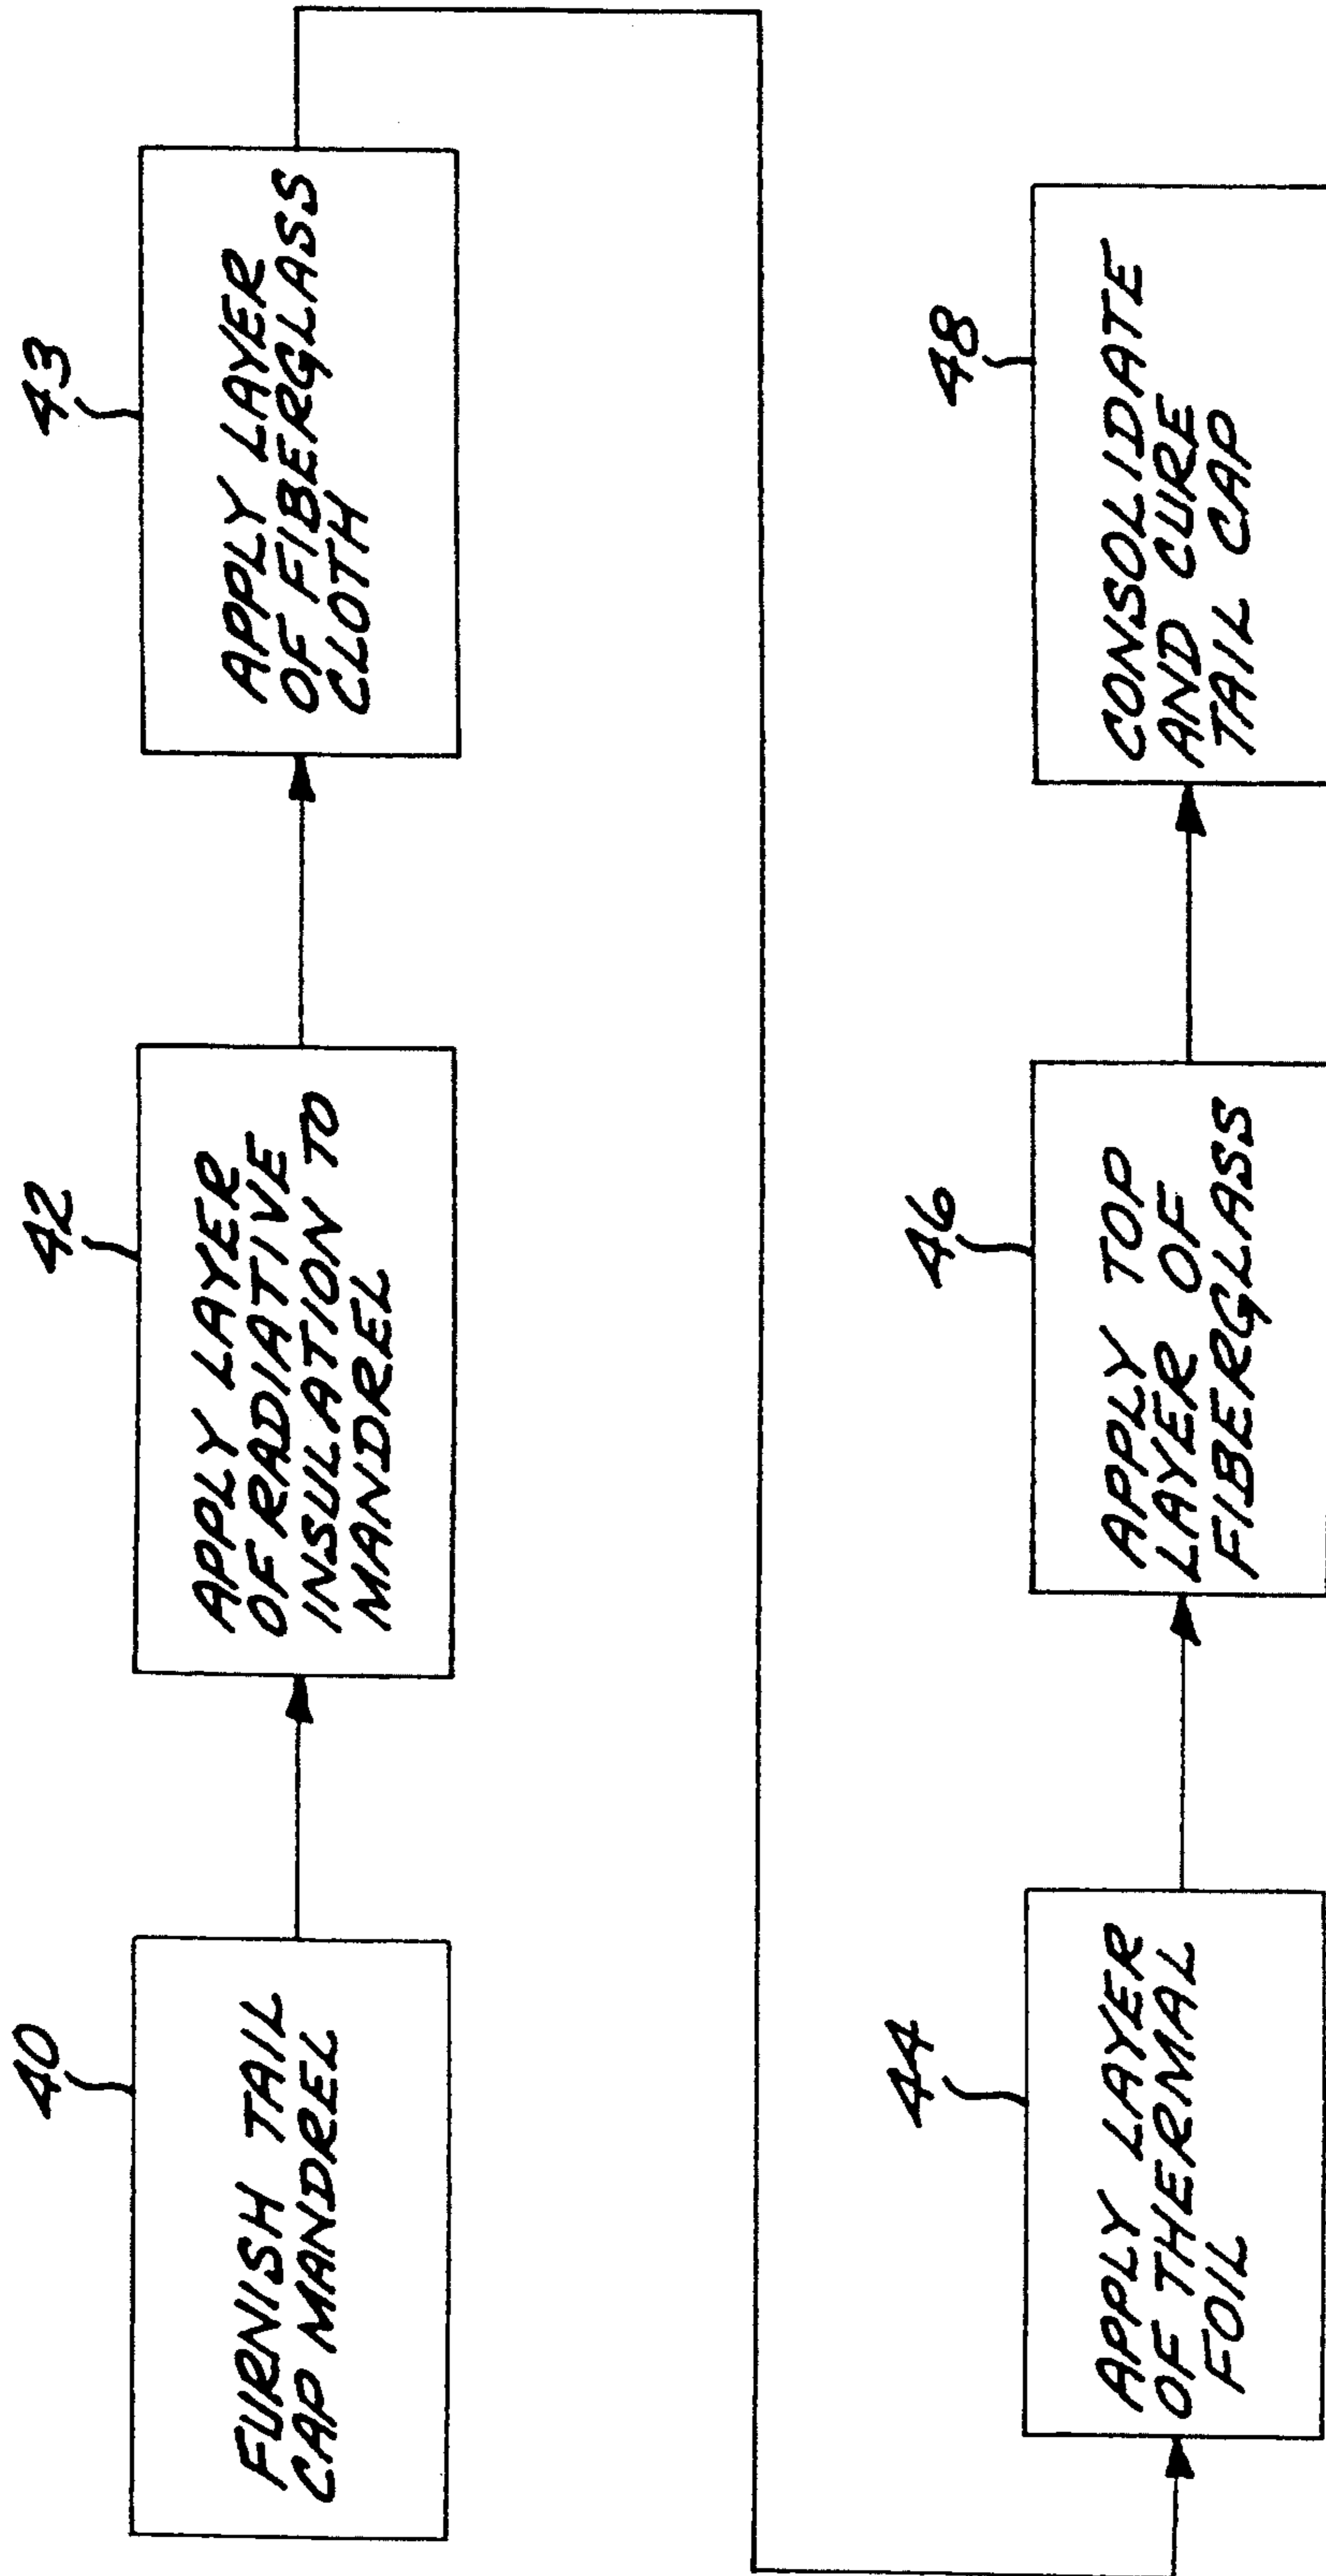 40
FURNISH TAIL
CAP MANDREL
42
APPLY LAYER
OF RADIATIVE
INSULATION TO
MANDREL
43
APPLY LAYER
OF FIBERGLASS
CLOTH
44
APPLY LAYER
OF THERMAL
FOIL
46
APPLY TOP
LAYER OF
FIBERGLASS
48
CONSOLIDATE
AND CURE
TAIL CAP